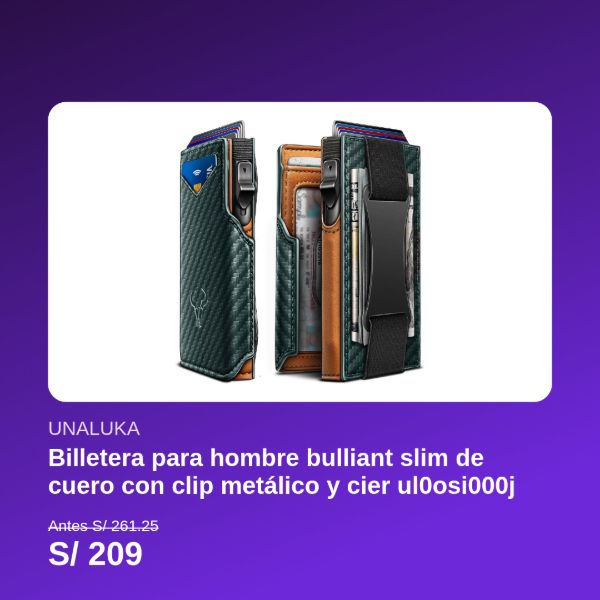 UNALUKA
Billetera para hombre bulliant slim de
cuero con clip metálico y cier ul0osi000j
Antes S/ 261.25
S/ 209